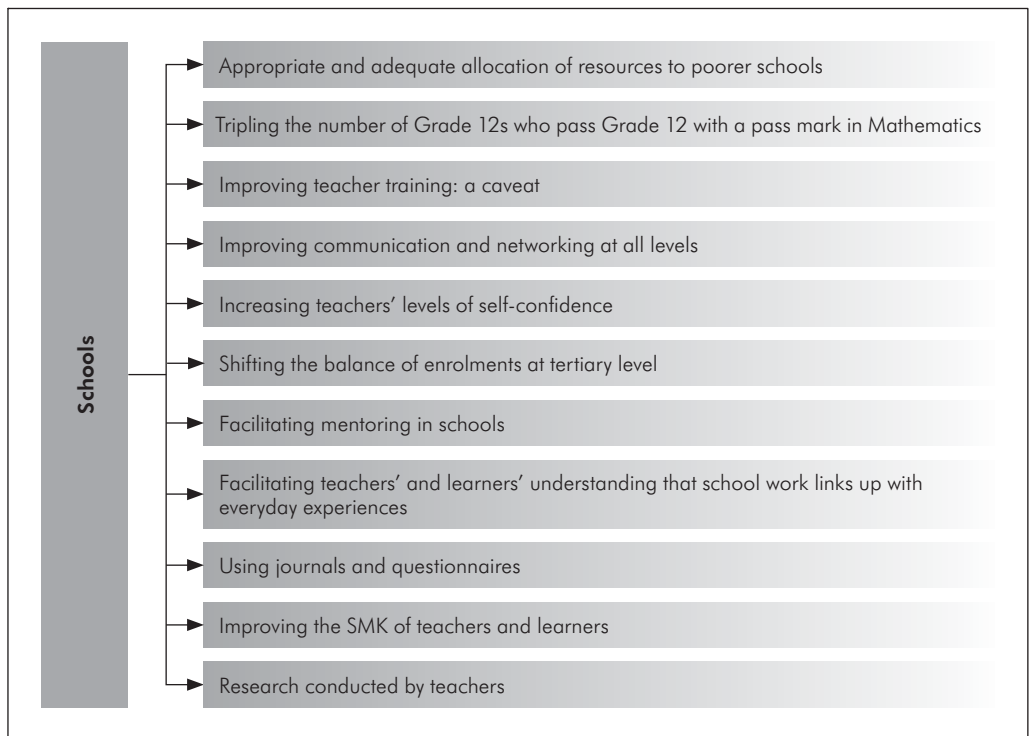 Schools
Appropriate and adequate allocation of resources to poorer schools
Tripling the number of Grade 12s who pass Grade 12 with a pass mark in Mathematics
Improving teacher training: a caveat
Improving communication and networking at all levels
Increasing teachers’ levels of self-confidence
Shifting the balance of enrolments at tertiary level
Facilitating mentoring in schools
Facilitating teachers’ and learners’ understanding that school work links up with
everyday experiences
Using journals and questionnaires
Improving the SMK of teachers and learners
Research conducted by teachers